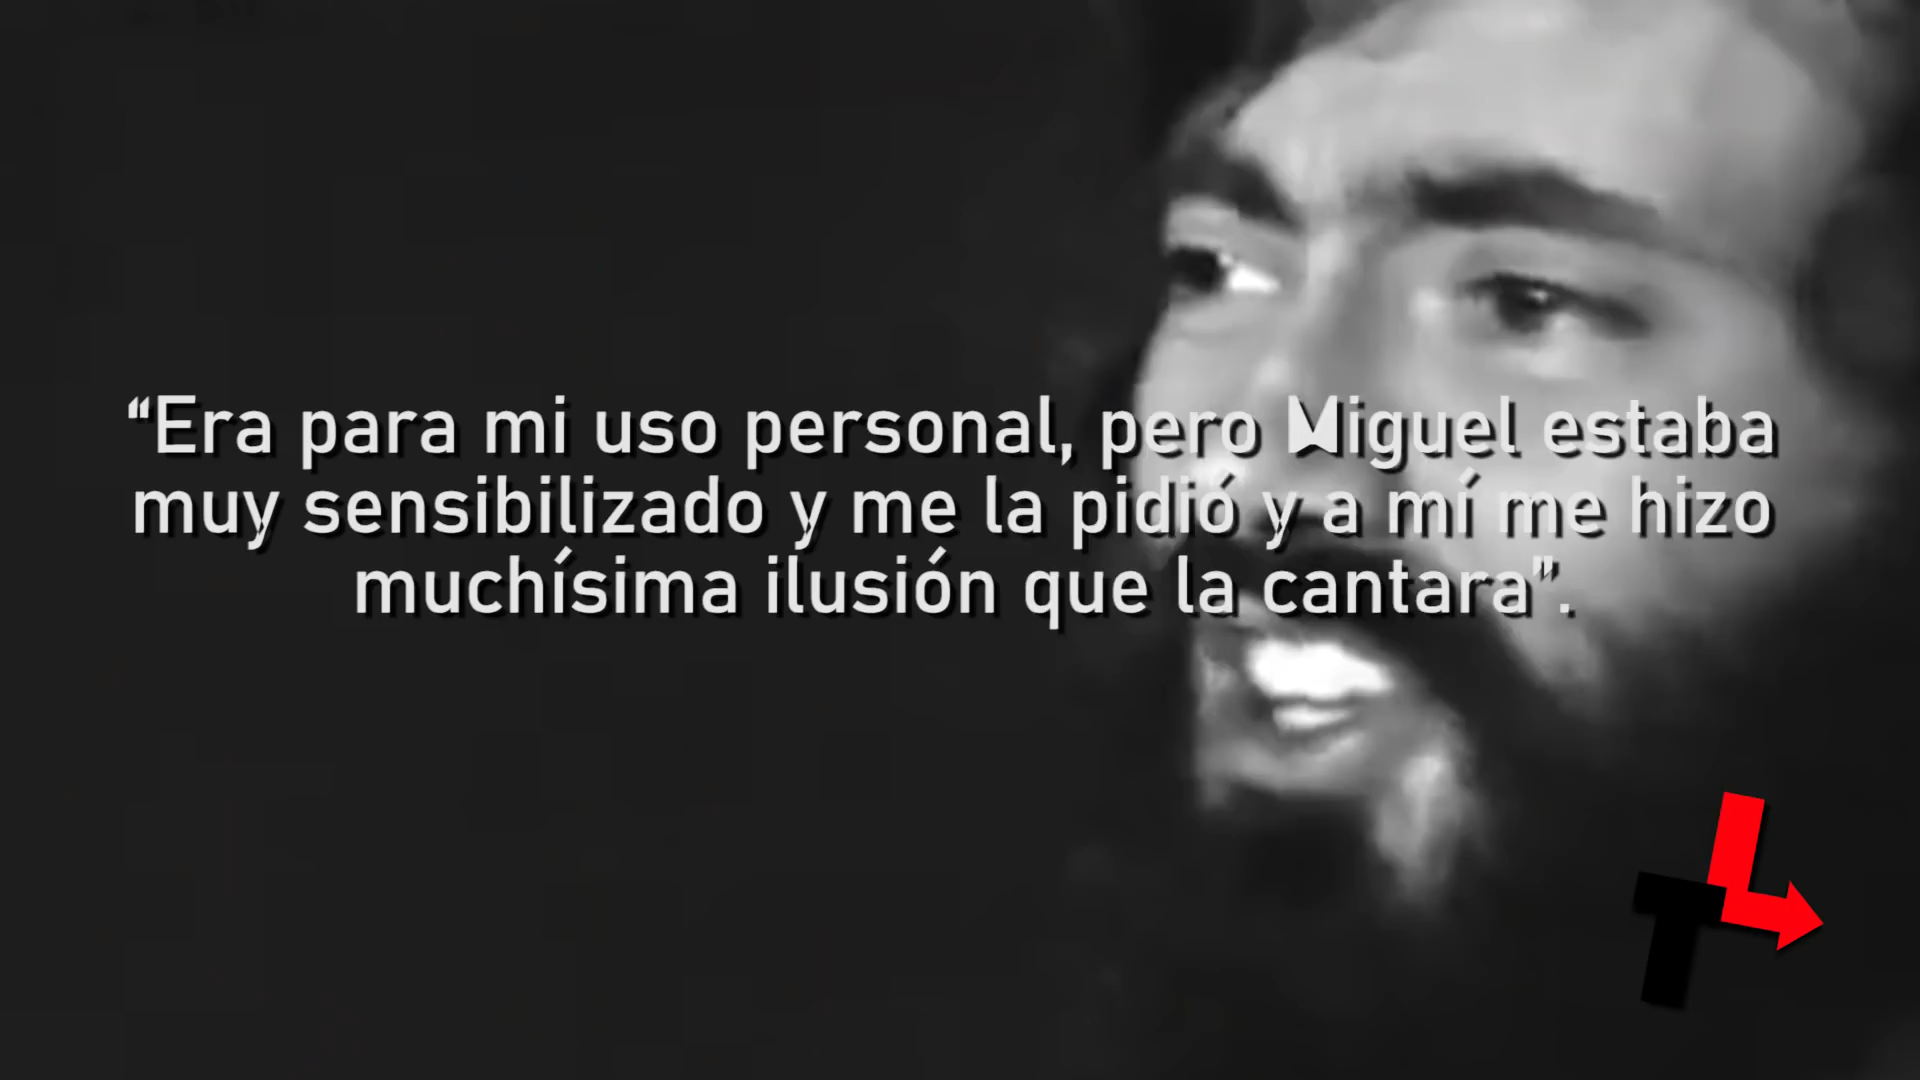 “Era para mi uso personal, pero Miguel estaba
muy sensibilizado y me la pidió y a mí me hizo
muchísima ilusión que la cantara”.
TL